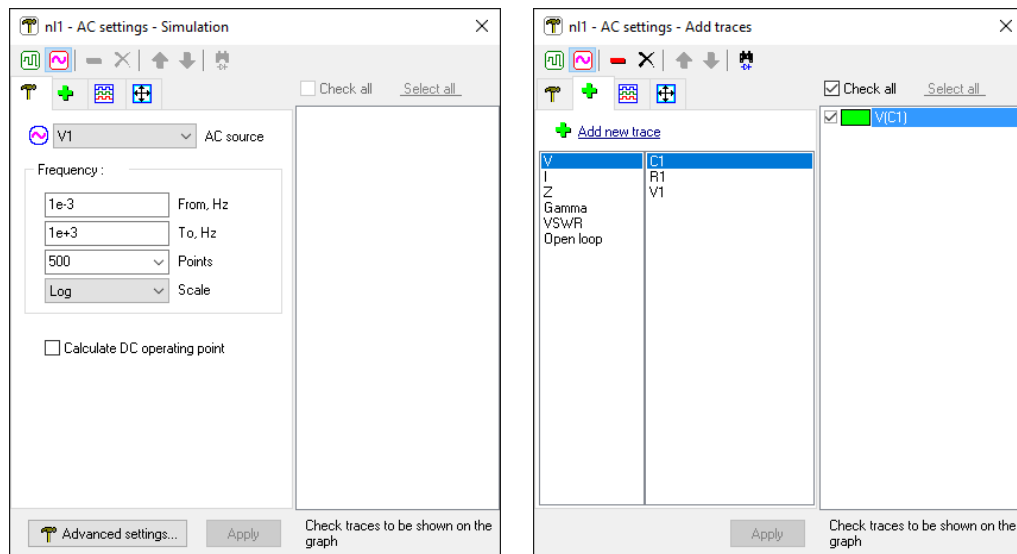 nl1 - AC settings - Simulation
Check all Select all
V1 AC source
Frequency :
1e-3 From, Hz
1e+3 To, Hz
500 Points
Log Scale
Calculate DC operating point
Advanced settings... Apply
Check traces to be shown on the
graph
nl1 - AC settings - Add traces
Check all Select all
Add new trace
V(C1)
V C1
I R1
Z V1
Gamma
VSWR
Open loop
Apply
Check traces to be shown on the
graph